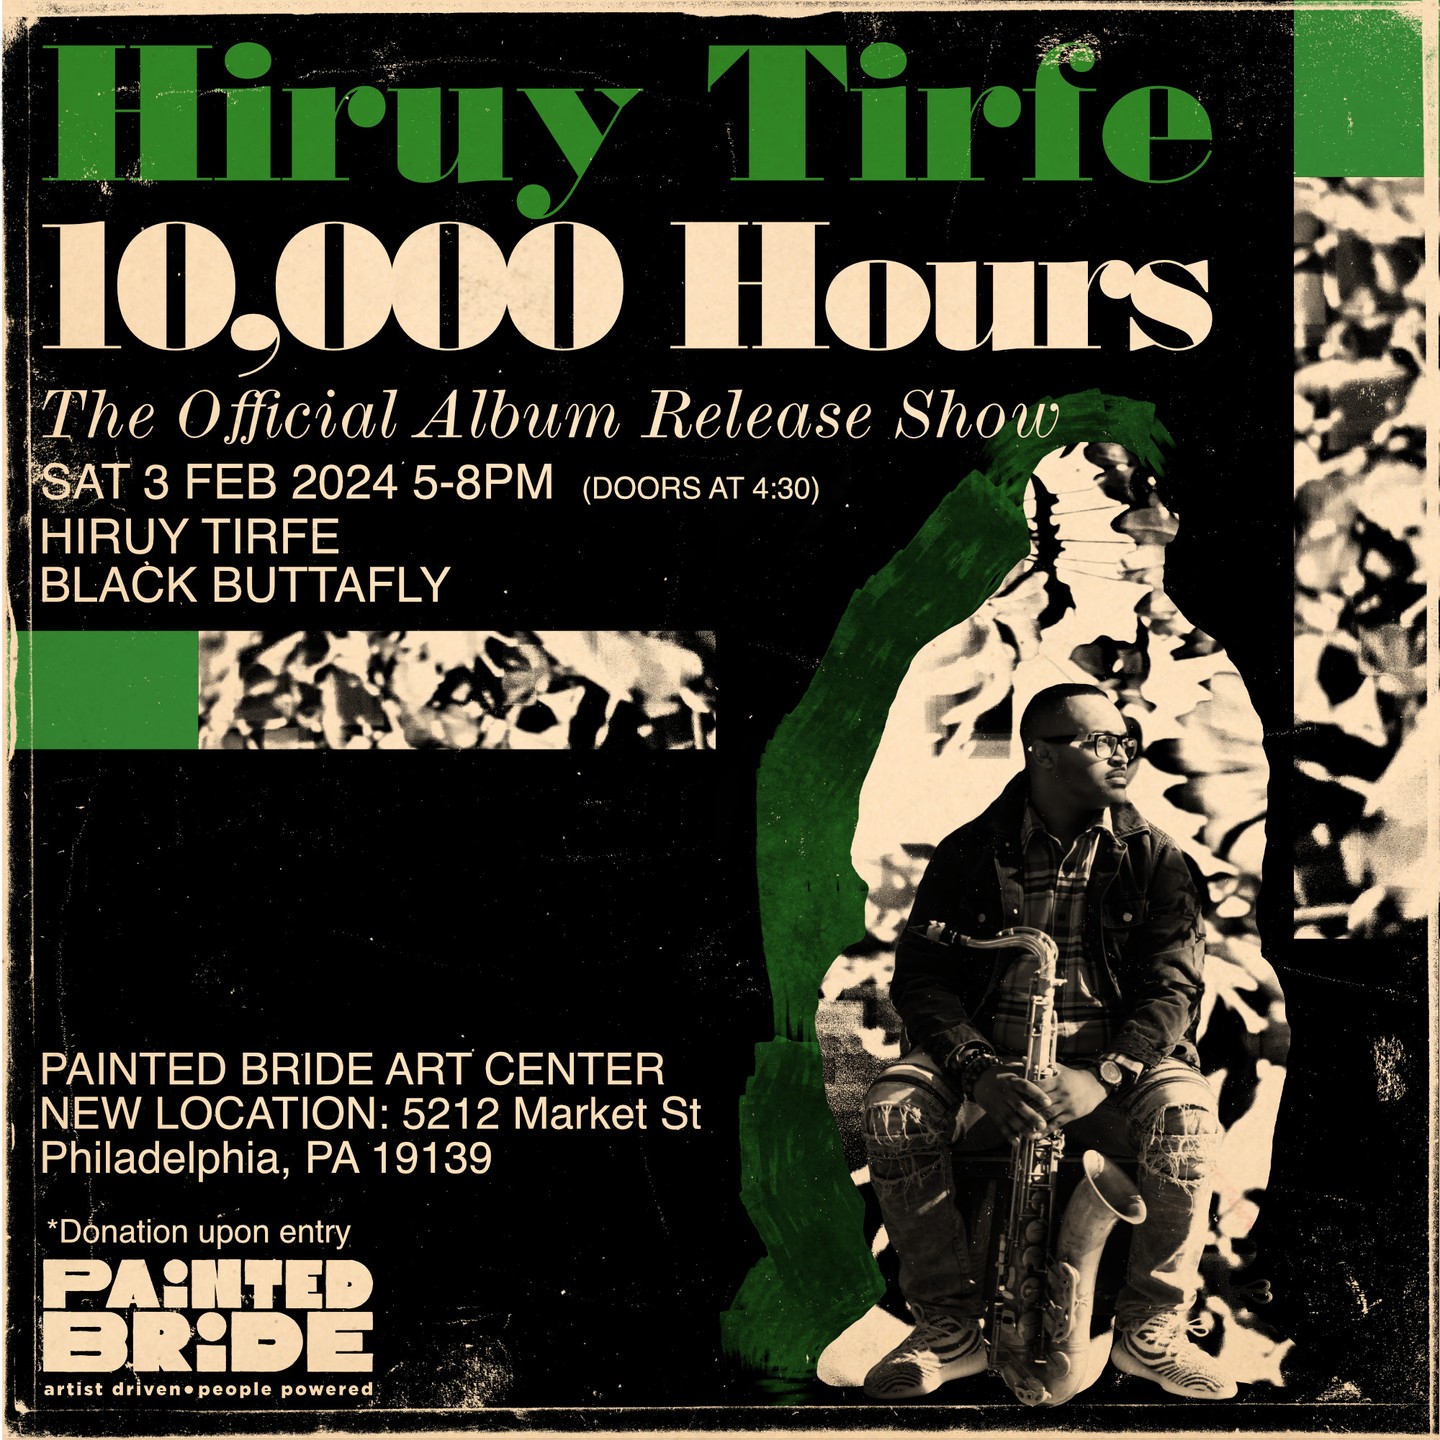 Hiruy Tirfe
10,000 Hours
The Official Album Release Show
SAT 3 FEB 2024 5-8PM (DOORS AT 4:30)
HIRUY TIRFE
BLACK BUTTAFLY
PAINTED BRIDE ART CENTER
NEW LOCATION: 5212 Market St
Philadelphia, PA 19139
*Donation upon entry
PAiNTED
BRiDE
artist driven•people powered